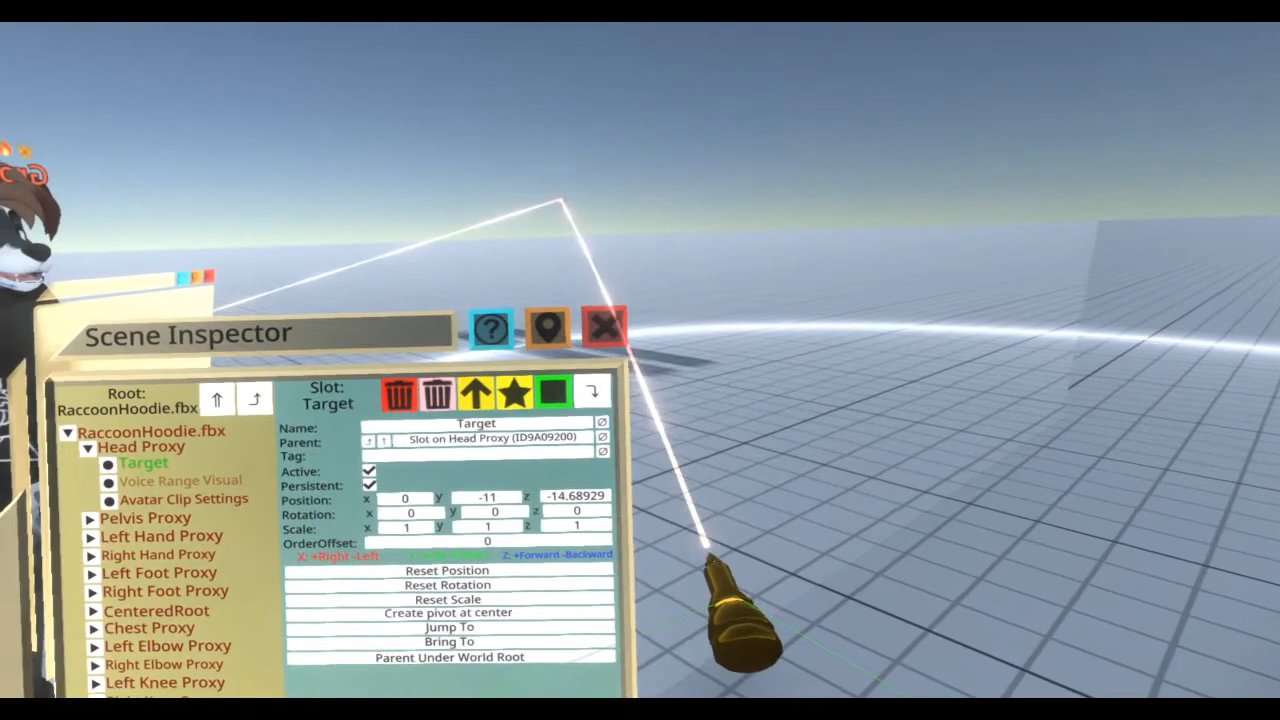 Scene Inspector
Root:
RaccoonHoodie.fbx
RaccoonHoodie.fbx
Head Proxy
Target
Voice Range Visual
Avatar Clip Settings
Pelvis Proxy
Left Hand Proxy
Right Hand Proxy
Left Foot Proxy
Right Foot Proxy
CenteredRoot
Chest Proxy
Left Elbow Proxy
Right Elbow Proxy
Left Knee Proxy
Slot:
Target
Name: Target ∅
Parent: Slot on Head Proxy (ID9A09200) ∅
Tag: ∅
Active:
Persistent:
Position: x 0 y -11 z -14.68929
Rotation: x 0 y 0 z 0
Scale: x 1 y 1 z 1
OrderOffset: 0
X: +Right -Left Z: +Forward -Backward
Reset Position
Reset Rotation
Reset Scale
Create pivot at center
Jump To
Bring To
Parent Under World Root